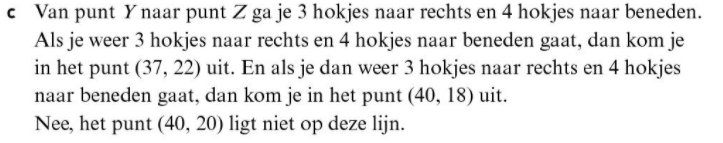 c Van punt Y naar punt Z ga je 3 hokjes naar rechts en 4 hokjes naar beneden.
Als je weer 3 hokjes naar rechts en 4 hokjes naar beneden gaat, dan kom je
in het punt (37, 22) uit. En als je dan weer 3 hokjes naar rechts en 4 hokjes
naar beneden gaat, dan kom je in het punt (40, 18) uit.
Nee, het punt (40, 20) ligt niet op deze lijn.